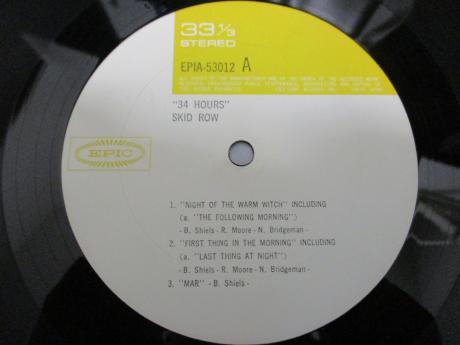 33 1/3
STEREO
EPIA-53012 A
"34 HOURS"
SKID ROW
EPIC
1. "NIGHT OF THE WARM WITCH" INCLUDING
(a. "THE FOLLOWING MORNING")
- B. Shiels - R. Moore - N. Bridgeman -
2. "FIRST THING IN THE MORNING" INCLUDING
(a. "LAST THING AT NIGHT")
- B. Shiels - R. Moore - N. Bridgeman -
3. "MAR" - B. Shiels -